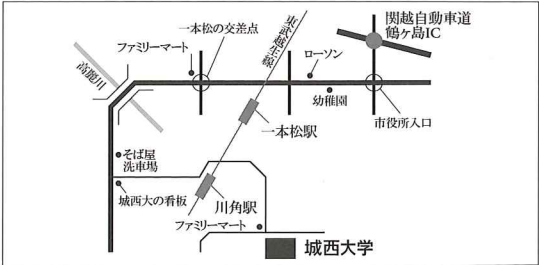 一本松の交差点
東武越生線
関越自動車道
鶴ヶ島IC
ファミリーマート
ローソン
高麗川
幼稚園
市役所入口
一本松駅
そば屋
洗車場
城西大の看板
川角駅
ファミリーマート
城西大学